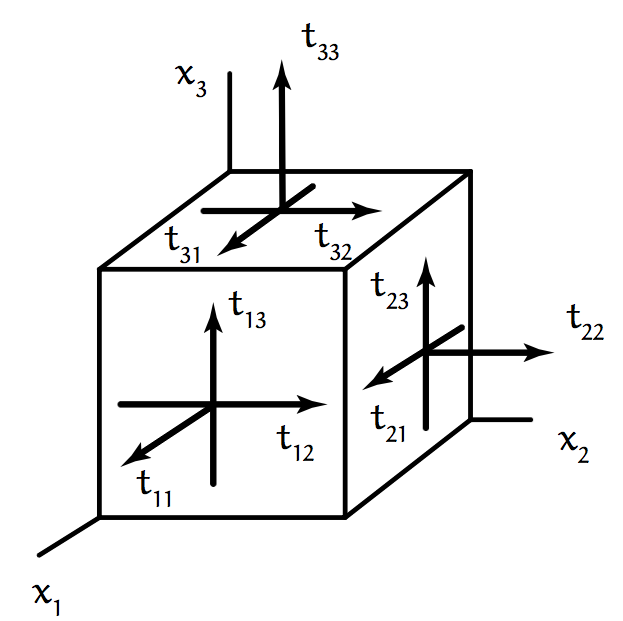 t₃₃
x₃
t₃₁
t₃₂
t₂₃
t₁₃
t₂₂
t₂₁
t₁₂
x₂
t₁₁
x₁